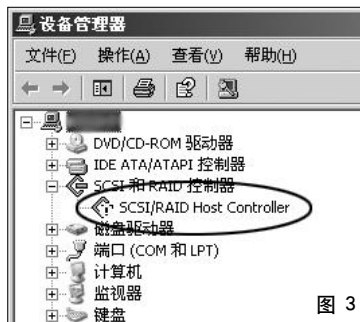 设备管理器
文件(F) 操作(A) 查看(V) 帮助(H)
DVD/CD-ROM 驱动器
IDE ATA/ATAPI 控制器
SCSI 和 RAID 控制器
SCSI/RAID Host Controller
磁盘驱动器
端口 (COM 和 LPT)
计算机
监视器
键盘
图 3